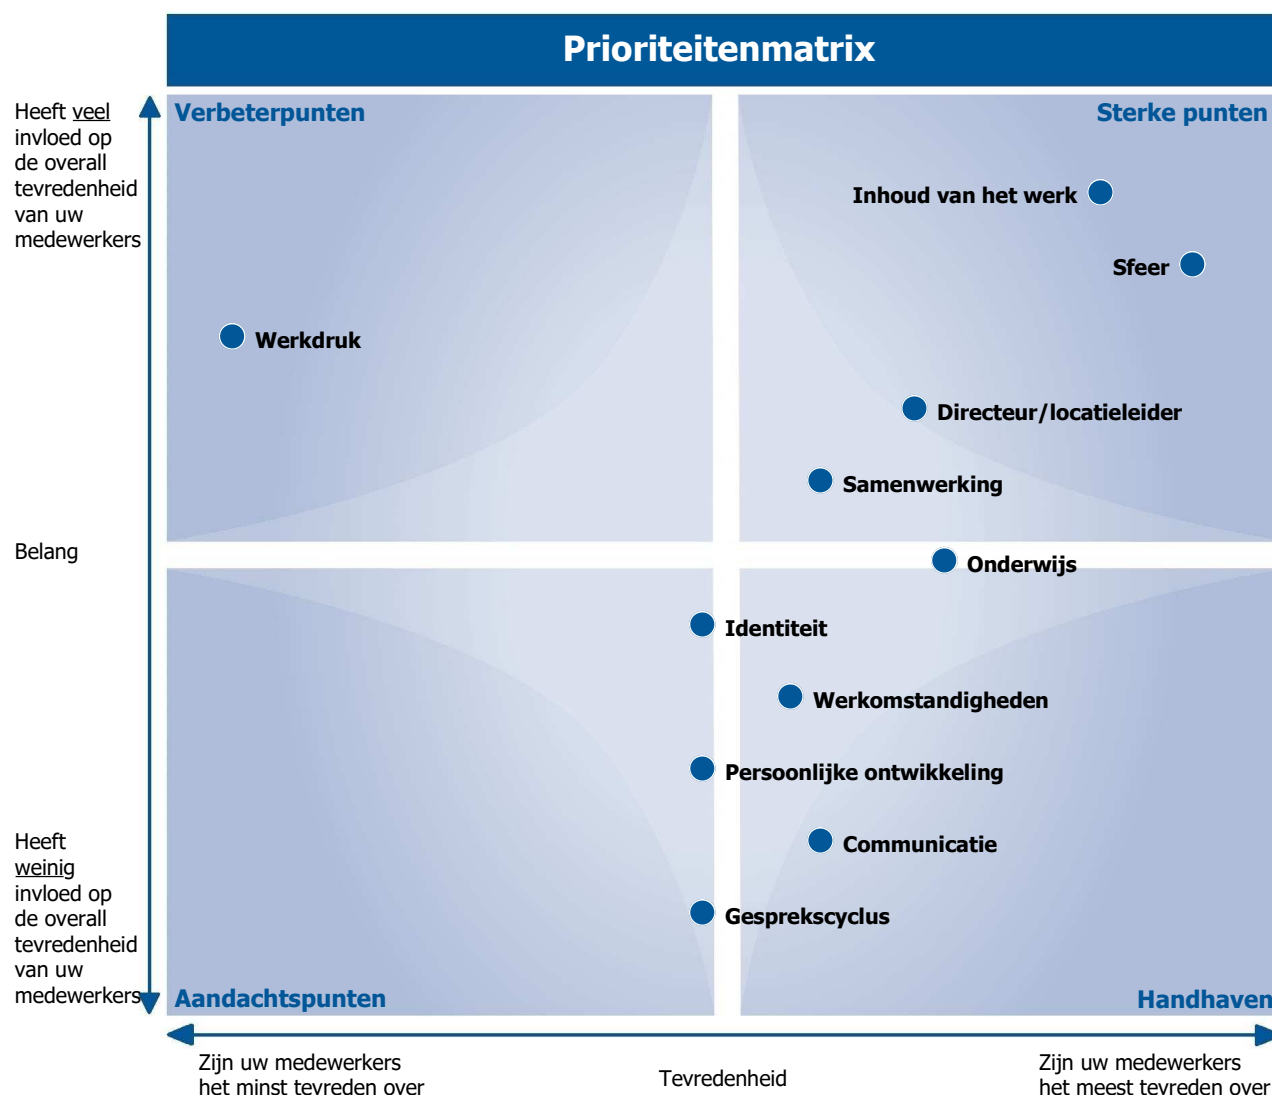 Prioriteitenmatrix
Heeft veel
invloed op
de overall
tevredenheid
van uw
medewerkers
Verbeterpunten
Sterke punten
Inhoud van het werk
Sfeer
Werkdruk
Directeur/locatieleider
Samenwerking
Belang
Onderwijs
Identiteit
Werkomstandigheden
Persoonlijke ontwikkeling
Communicatie
Gesprekscyclus
Heeft
weinig
invloed op
de overall
tevredenheid
van uw
medewerkers
Aandachtspunten
Handhaven
Zijn uw medewerkers
het minst tevreden over
Tevredenheid
Zijn uw medewerkers
het meest tevreden over